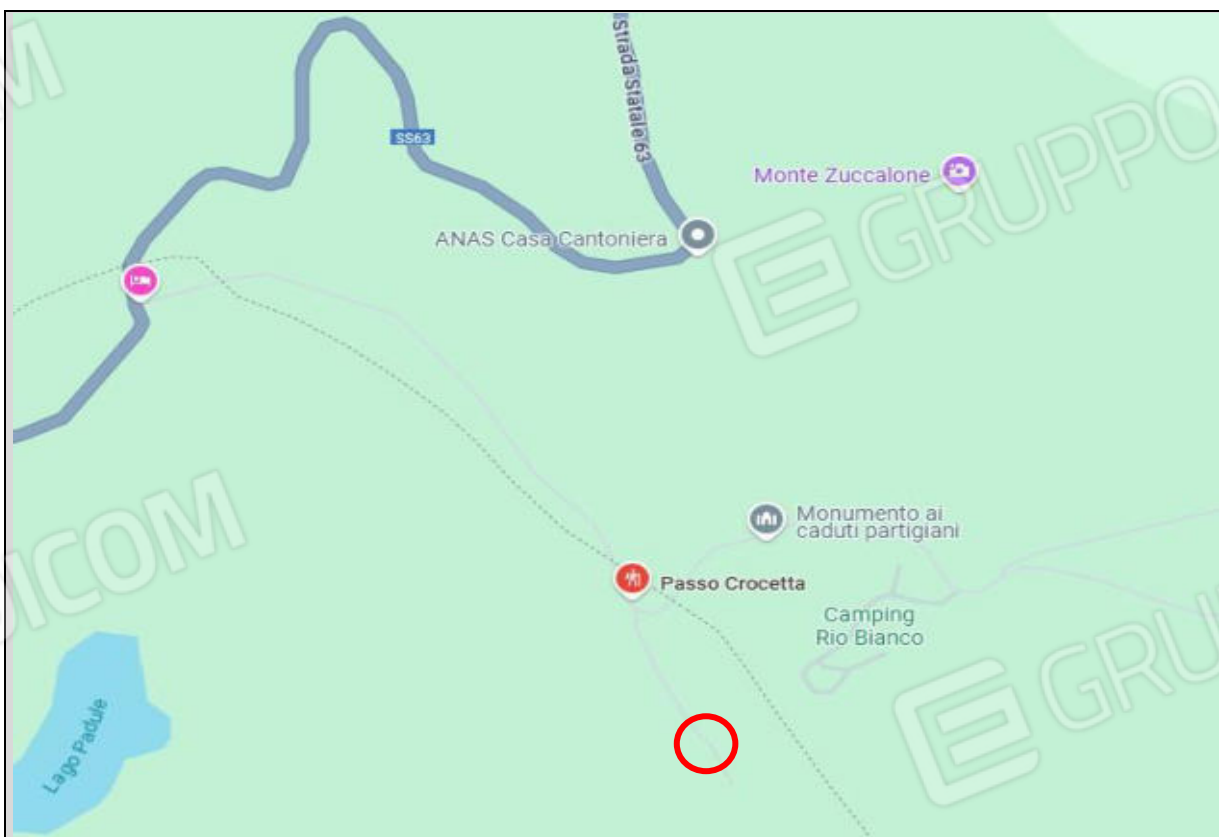 Strada Statale 63
SS63
Monte Zuccalone
ANAS Casa Cantoniera
GRUPPO
Monumento ai
caduti partigiani
Passo Crocetta
Camping
Rio Bianco
Lago Padule
DICOM
GRU